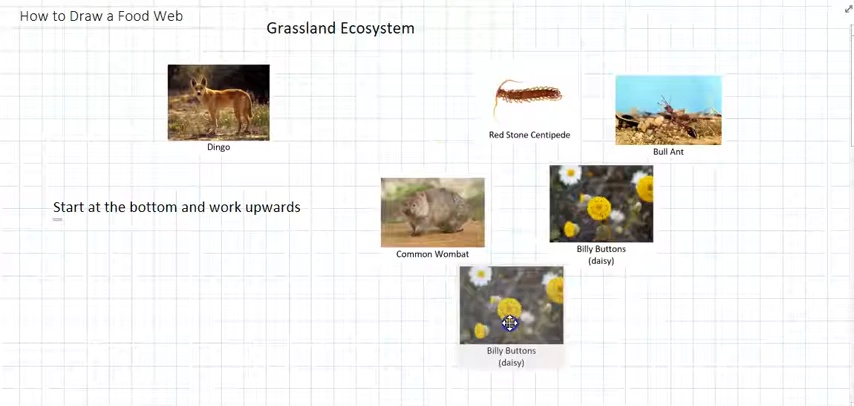 How to Draw a Food Web
Grassland Ecosystem
Dingo
Red Stone Centipede
Bull Ant
Start at the bottom and work upwards
Common Wombat
Billy Buttons
(daisy)
Billy Buttons
(daisy)